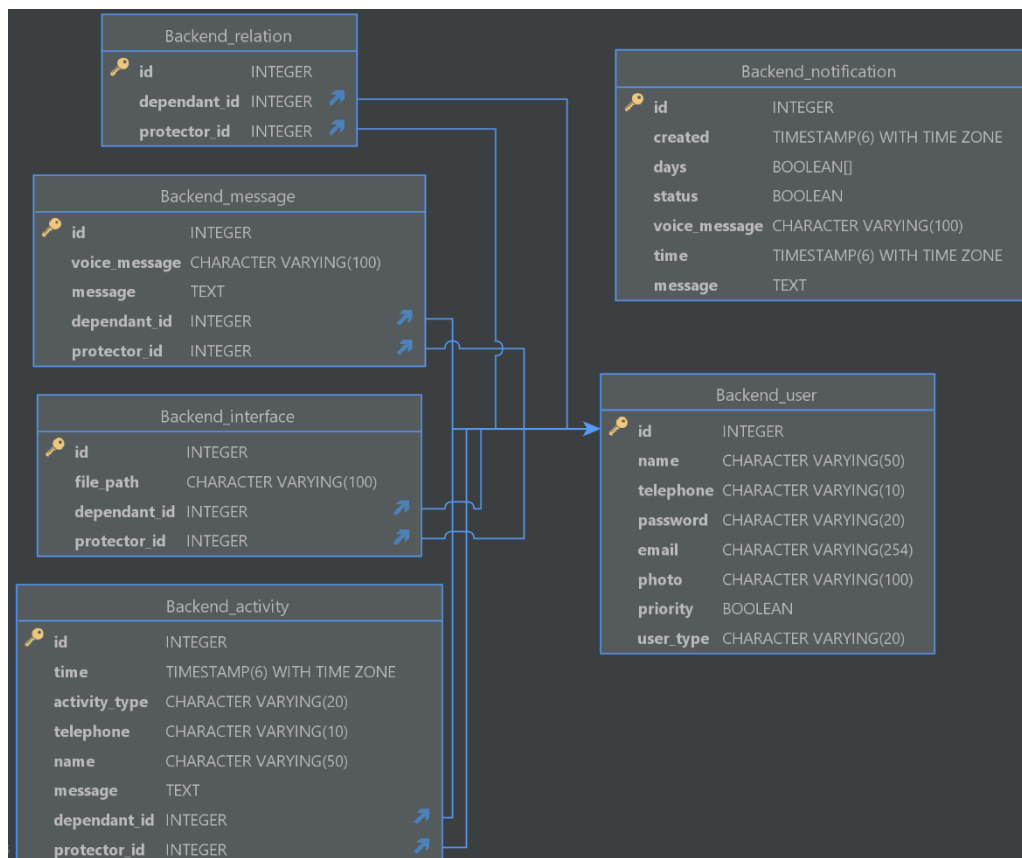 Backend_relation
id INTEGER
dependant_id INTEGER
protector_id INTEGER
Backend_notification
id INTEGER
created TIMESTAMP(6) WITH TIME ZONE
days BOOLEAN[]
status BOOLEAN
voice_message CHARACTER VARYING(100)
time TIMESTAMP(6) WITH TIME ZONE
message TEXT
Backend_message
id INTEGER
voice_message CHARACTER VARYING(100)
message TEXT
dependant_id INTEGER
protector_id INTEGER
Backend_interface
id INTEGER
file_path CHARACTER VARYING(100)
dependant_id INTEGER
protector_id INTEGER
Backend_user
id INTEGER
name CHARACTER VARYING(50)
telephone CHARACTER VARYING(10)
password CHARACTER VARYING(20)
email CHARACTER VARYING(254)
photo CHARACTER VARYING(100)
priority BOOLEAN
user_type CHARACTER VARYING(20)
Backend_activity
id INTEGER
time TIMESTAMP(6) WITH TIME ZONE
activity_type CHARACTER VARYING(20)
telephone CHARACTER VARYING(10)
name CHARACTER VARYING(50)
message TEXT
dependant_id INTEGER
protector_id INTEGER